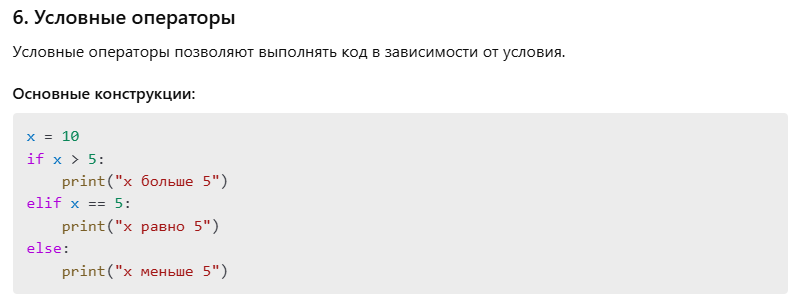 6. Условные операторы
Условные операторы позволяют выполнять код в зависимости от условия.
Основные конструкции:
x = 10
if x > 5:
    print("x больше 5")
elif x == 5:
    print("x равно 5")
else:
    print("x меньше 5")